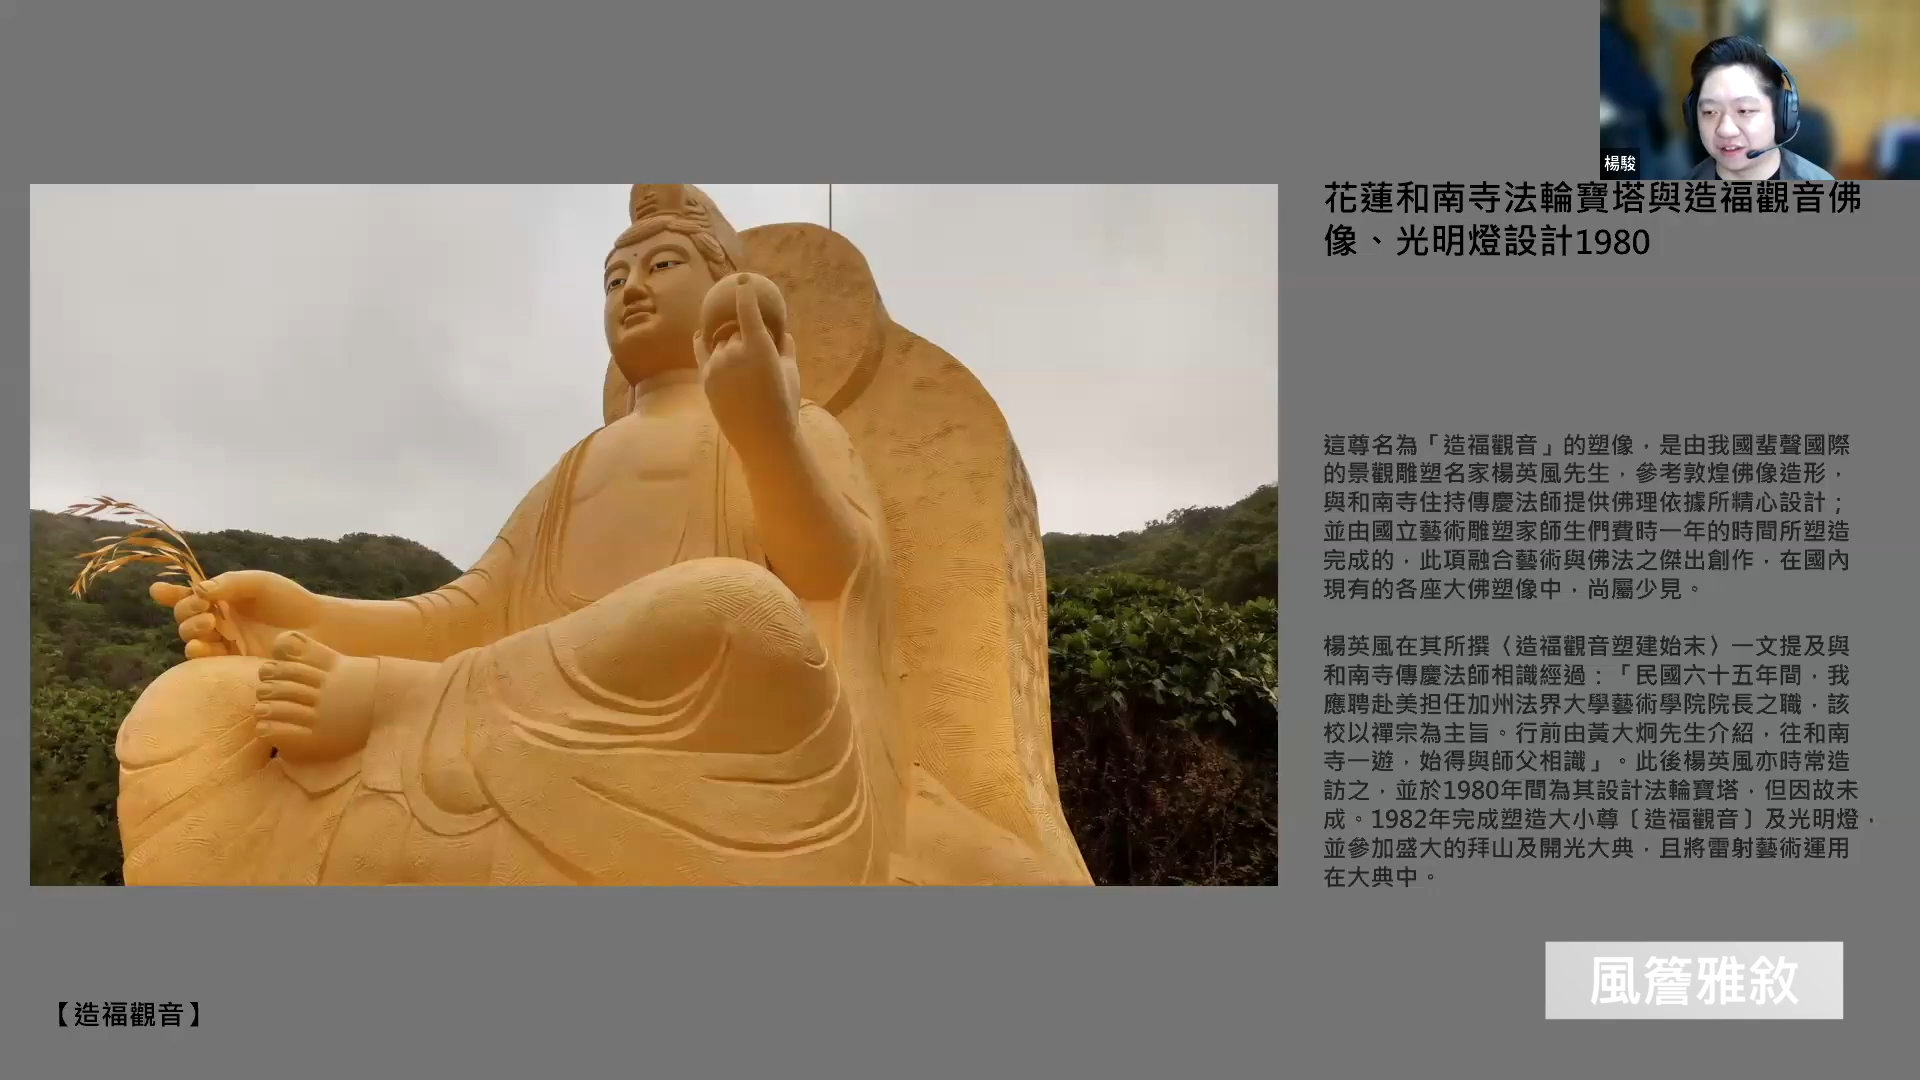 楊駿
花蓮和南寺法輪寶塔與造福觀音佛
像、光明燈設計1980
這尊名為「造福觀音」的塑像，是由我國蜚聲國際
的景觀雕塑名家楊英風先生，參考敦煌佛像造形，
與和南寺住持傳慶法師提供佛理依據所精心設計；
並由國立藝術雕塑家師生們費時一年的時間所塑造
完成的，此項融合藝術與佛法之傑出創作，在國內
現有的各座大佛塑像中，尚屬少見。
楊英風在其所撰〈造福觀音塑建始末〉一文提及與
和南寺傳慶法師相識經過：「民國六十五年間，我
應聘赴美担任加州法界大學藝術學院院長之職，該
校以禪宗為主旨。行前由黃大炯先生介紹，往和南
寺一遊，始得與師父相識」。此後楊英風亦時常造
訪之，並於1980年間為其設計法輪寶塔，但因故未
成。1982年完成塑造大小尊〔造福觀音〕及光明燈，
並參加盛大的拜山及開光大典，且將雷射藝術運用
在大典中。
風簷雅敘
【造福觀音】